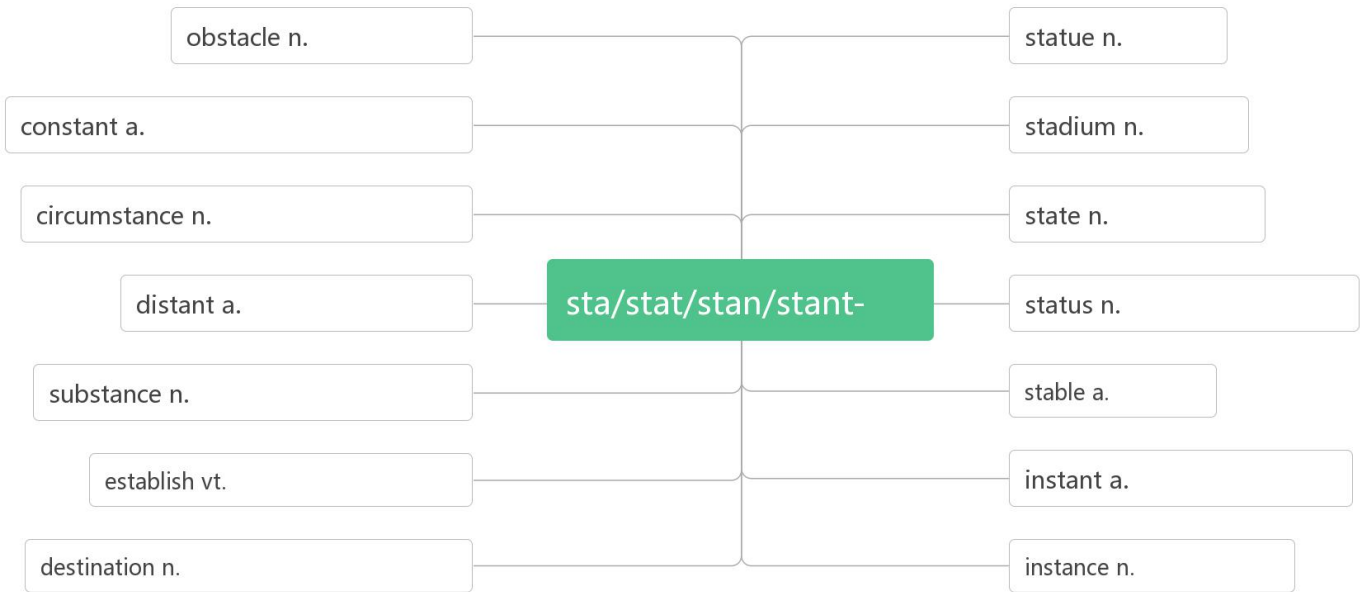 obstacle n.
constant a.
circumstance n.
distant a.
substance n.
establish vt.
destination n.
sta/stat/stan/stant-
statue n.
stadium n.
state n.
status n.
stable a.
instant a.
instance n.